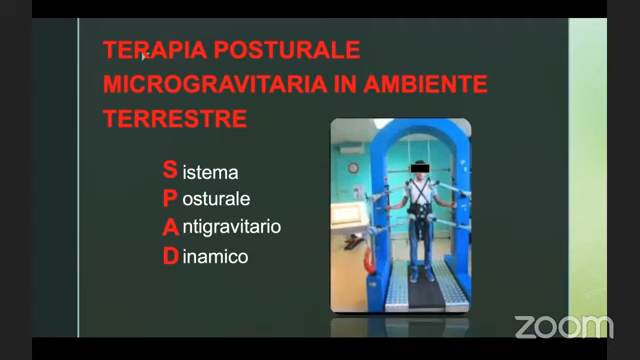 TERAPIA POSTURALE
MICROGRAVITARIA IN AMBIENTE
TERRESTRE
Sistema
Posturale
Antigravitario
Dinamico
zoom